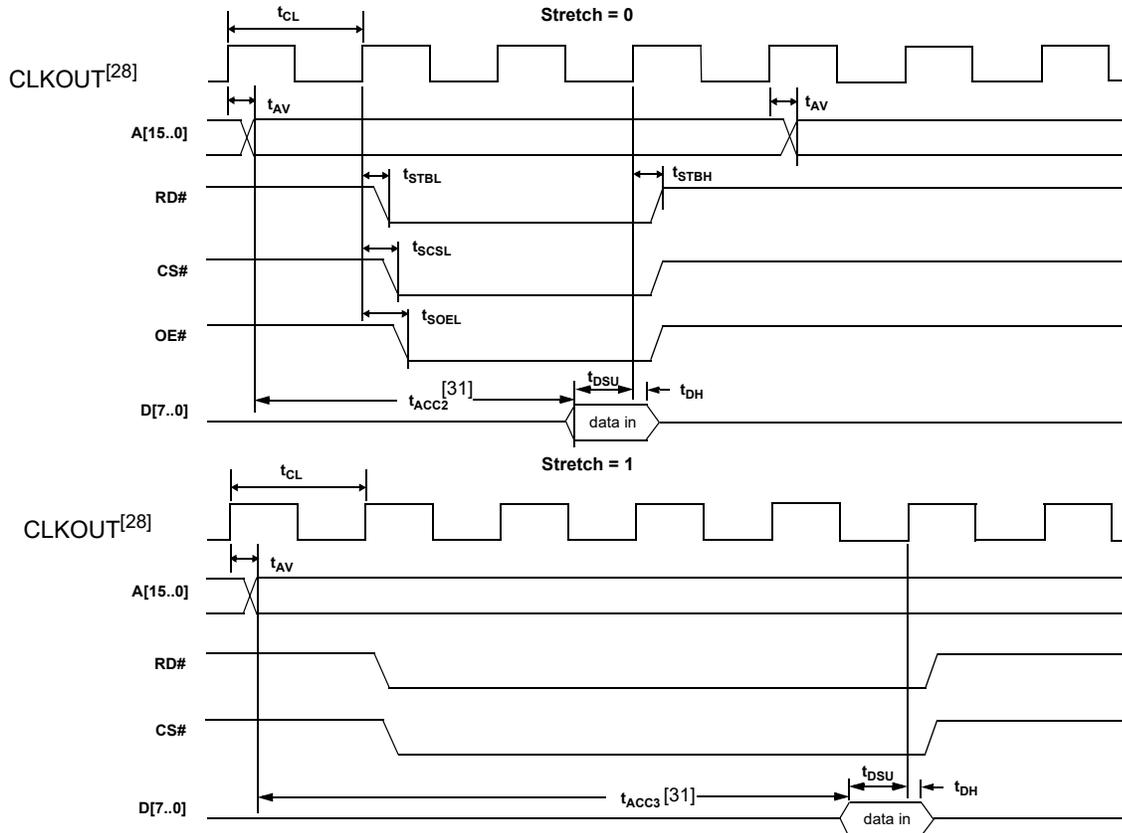 Stretch = 0
tCL
CLKOUT[28]
tAV
tAV
A[15..0]
tSTBL
tSTBH
RD#
tSCSL
CS#
tSOEL
OE#
tDSU
tACC2[31]
tDH
D[7..0]
data in
Stretch = 1
tCL
CLKOUT[28]
tAV
A[15..0]
RD#
CS#
tDSU
tACC3[31]
tDH
D[7..0]
data in